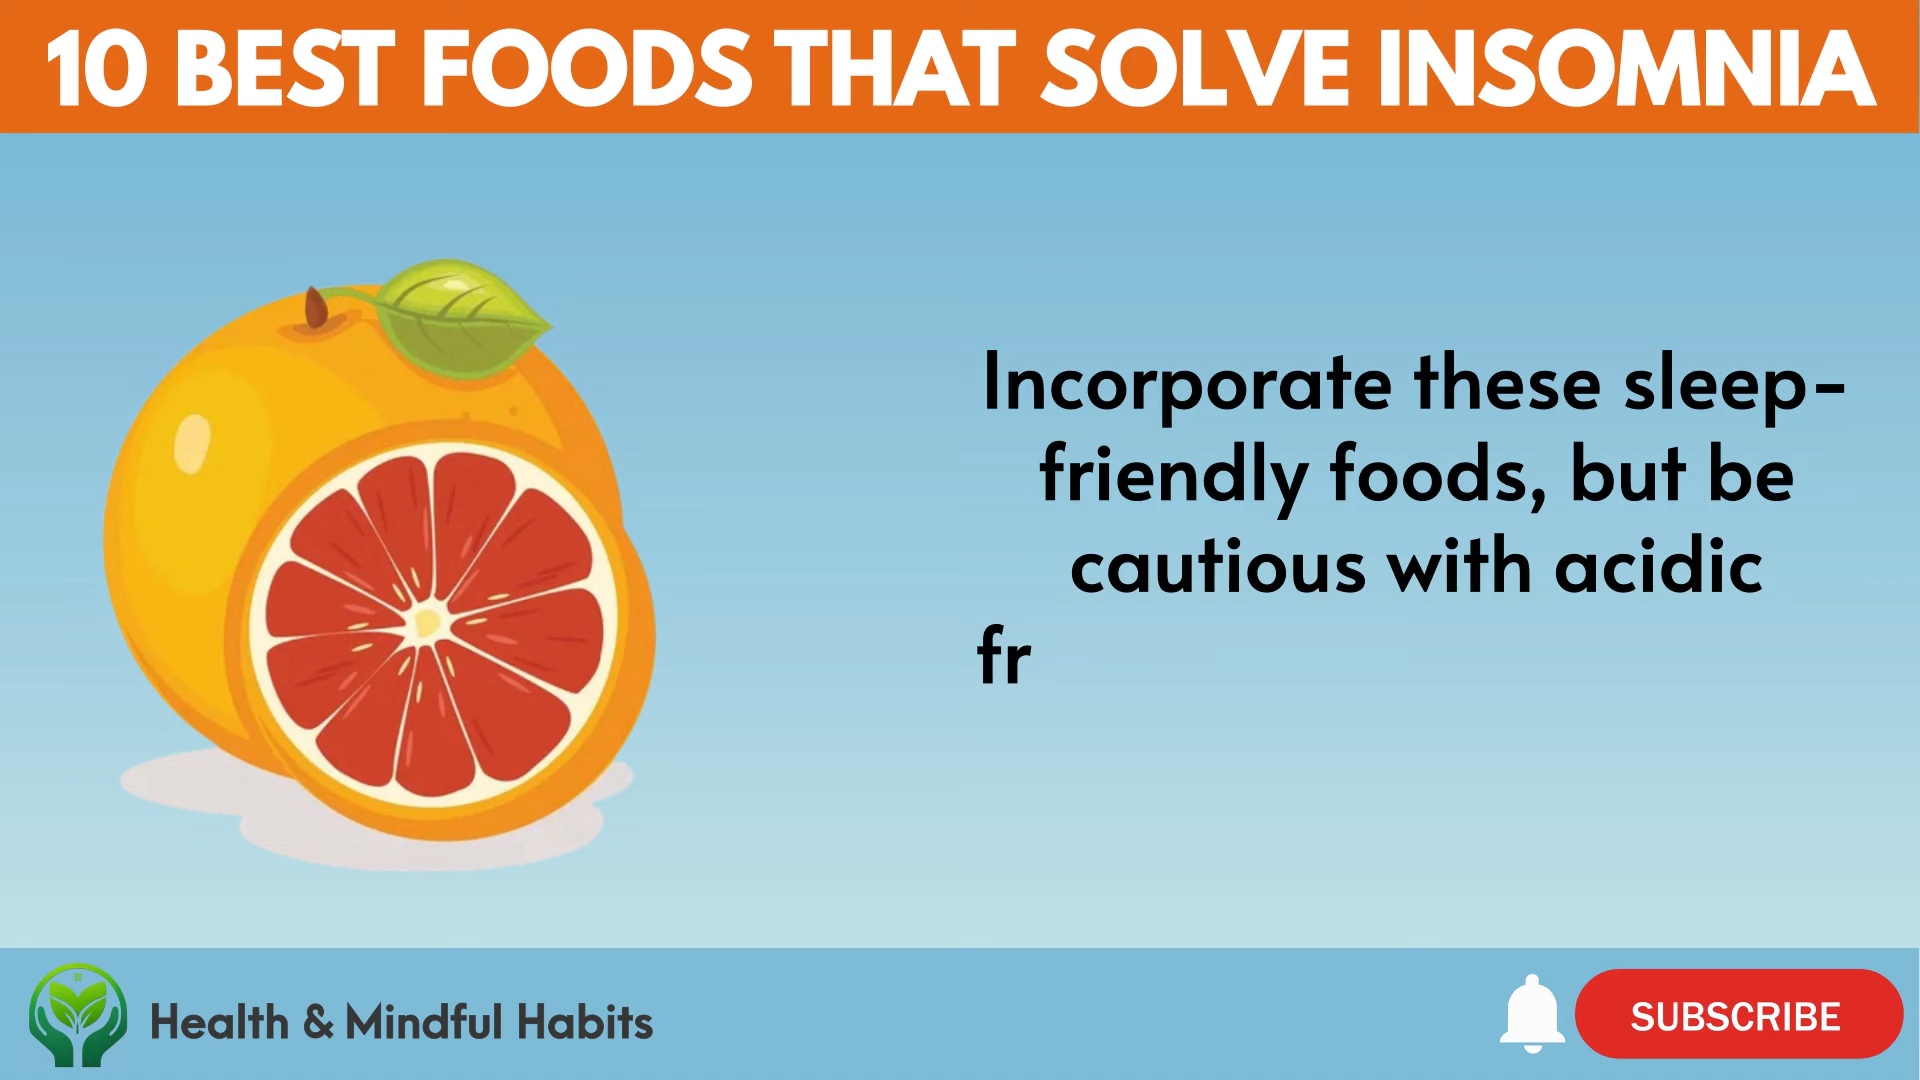 10 BEST FOODS THAT SOLVE INSOMNIA
Incorporate these sleep-
friendly foods, but be
cautious with acidic
fr
Health & Mindful Habits
SUBSCRIBE